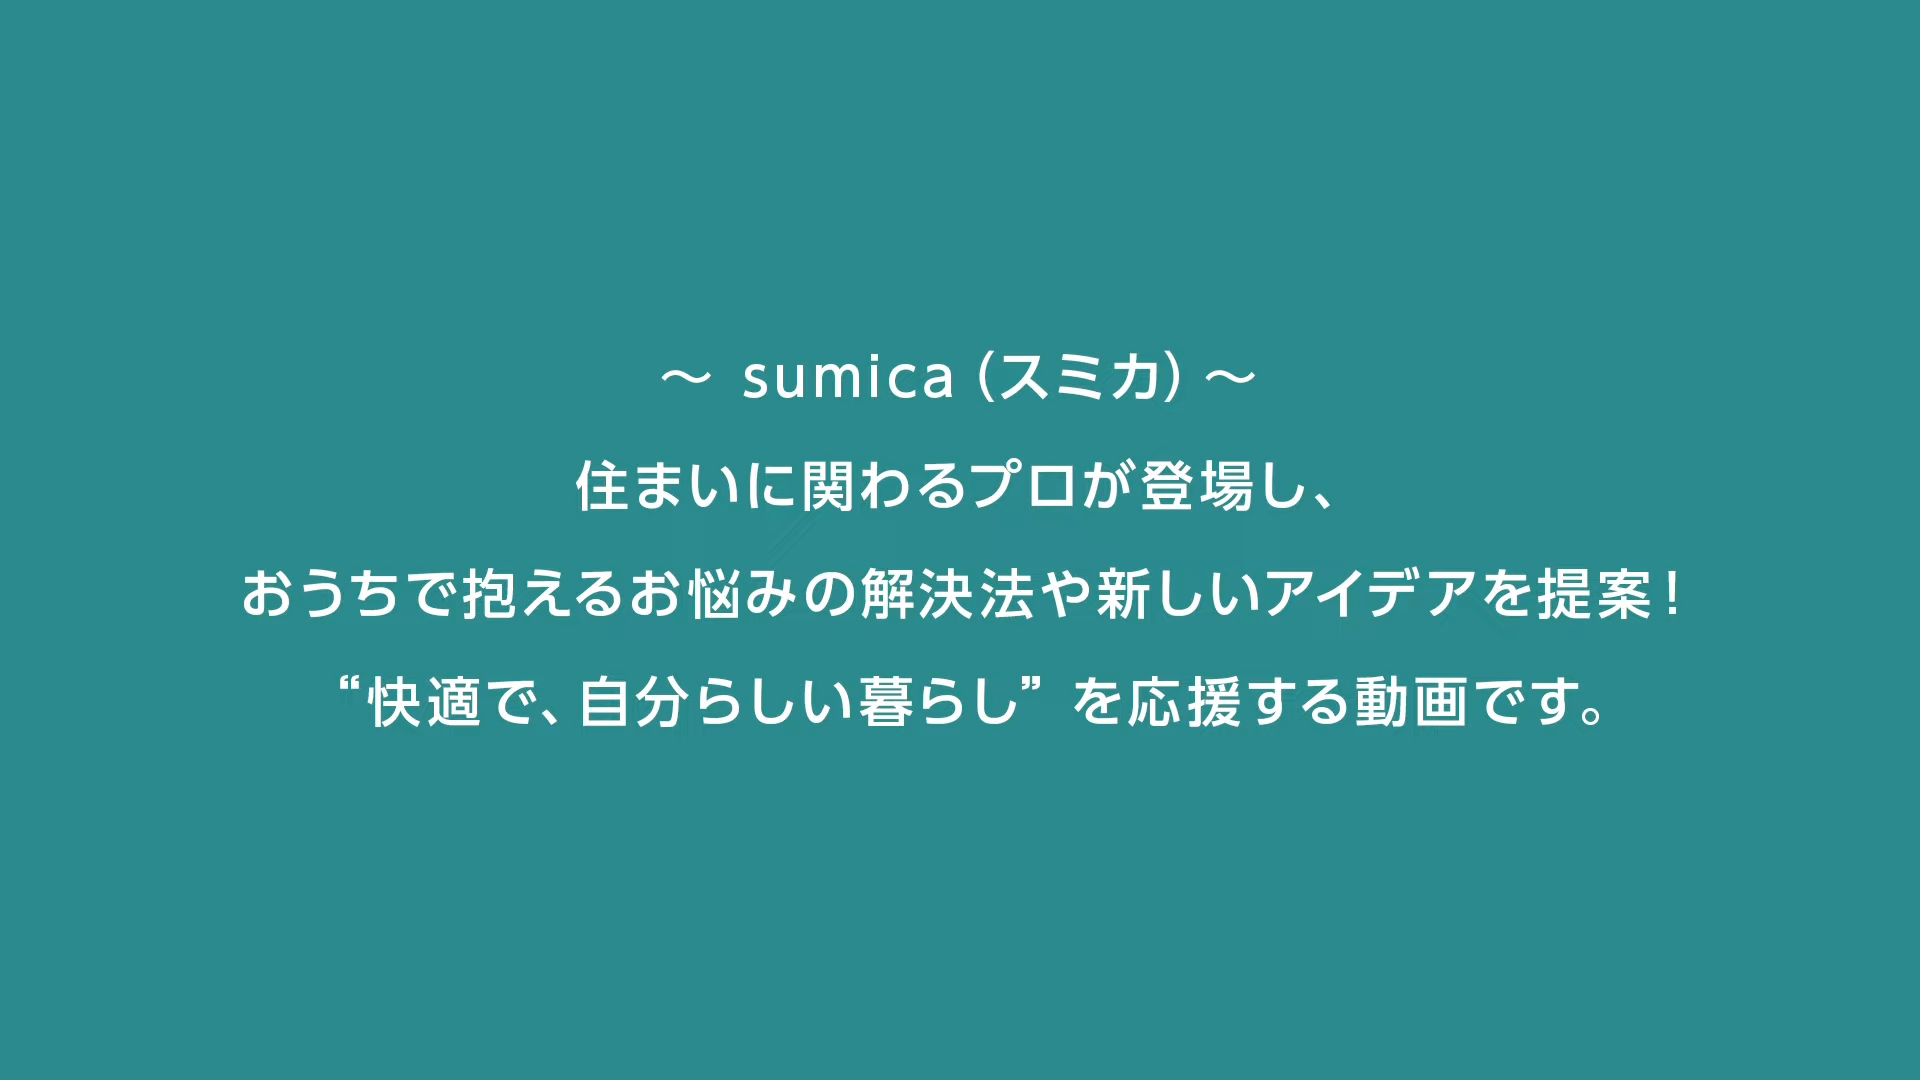 ～ sumica（スミカ）～
住まいに関わるプロが登場し、
おうちで抱えるお悩みの解決法や新しいアイデアを提案！
“快適で、自分らしい暮らし” を応援する動画です。